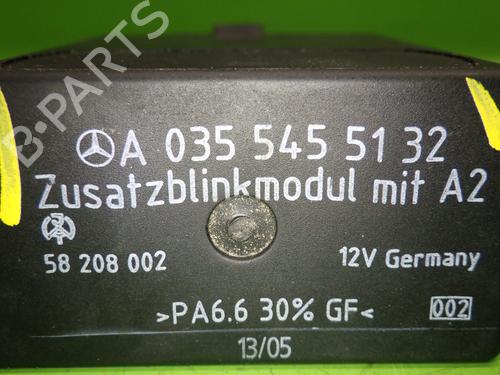 A 035 545 51 32
Zusatzblinkmodul mit A2
58 208 002
12V Germany
>PA6.6 30% GF<
002
13/05
B-PARTS